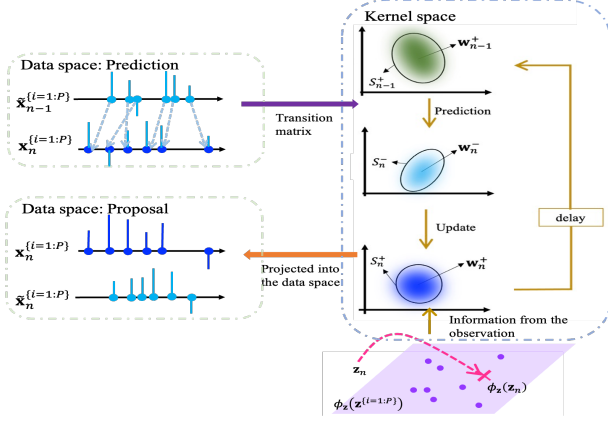 Kernel space
Data space: Prediction
x̃_{n−1}^{{i=1:P}}
x_n^{{i=1:P}}
Transition
matrix
S_{n−1}^+
w_{n−1}^+
Prediction
S_n^−
w_n^−
Update
delay
Data space: Proposal
x_n^{{i=1:P}}
x̃_n^{{i=1:P}}
Projected into
the data space
S_n^+
w_n^+
Information from the
observation
z_n
ϕ_z(z_n)
ϕ_z(z^{{i=1:P}})